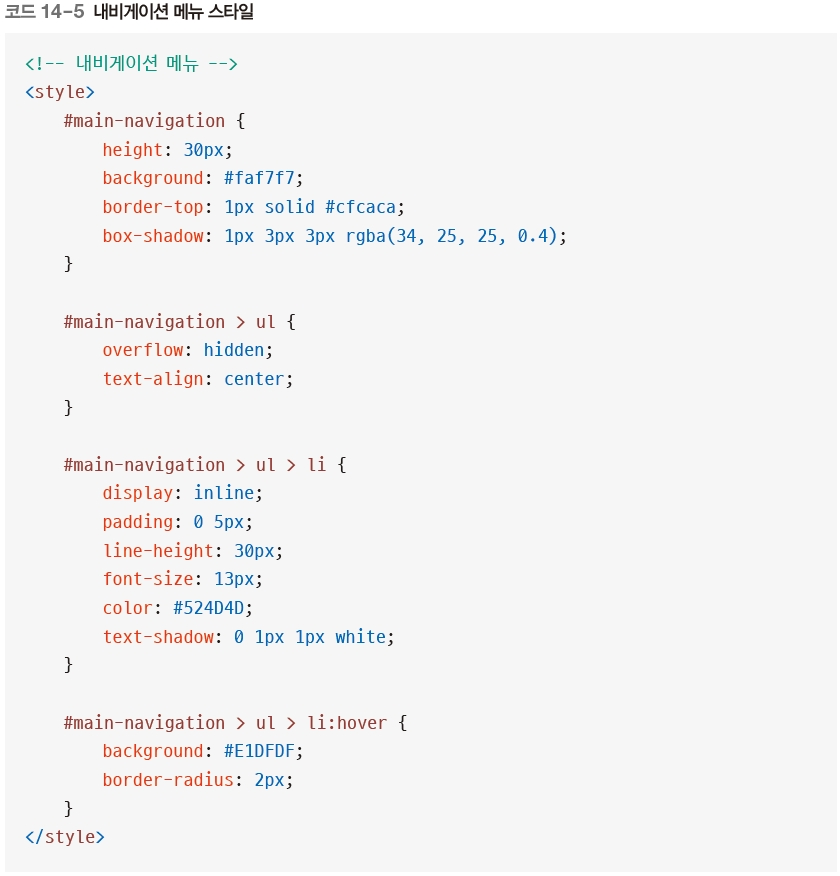 코드 14-5 내비게이션 메뉴 스타일
<!-- 내비게이션 메뉴 -->
<style>
    #main-navigation {
        height: 30px;
        background: #faf7f7;
        border-top: 1px solid #cfcaca;
        box-shadow: 1px 3px 3px rgba(34, 25, 25, 0.4);
    }

    #main-navigation > ul {
        overflow: hidden;
        text-align: center;
    }

    #main-navigation > ul > li {
        display: inline;
        padding: 0 5px;
        line-height: 30px;
        font-size: 13px;
        color: #524D4D;
        text-shadow: 0 1px 1px white;
    }

    #main-navigation > ul > li:hover {
        background: #E1DFDF;
        border-radius: 2px;
    }
</style>